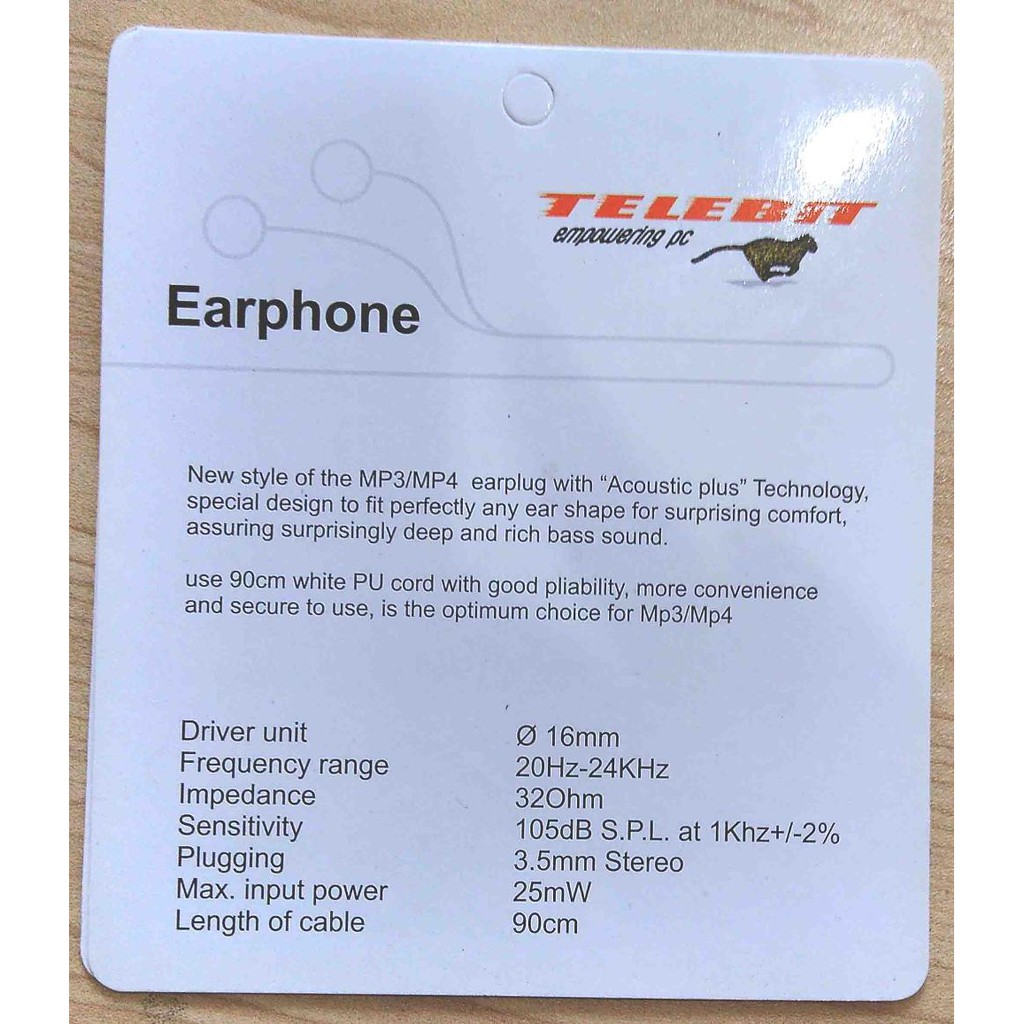 TELEBIT
empowering pc
Earphone
New style of the MP3/MP4 earplug with “Acoustic plus” Technology,
special design to fit perfectly any ear shape for surprising comfort,
assuring surprisingly deep and rich bass sound.
use 90cm white PU cord with good pliability, more convenience
and secure to use, is the optimum choice for Mp3/Mp4
Driver unit Ø 16mm
Frequency range 20Hz-24KHz
Impedance 32Ohm
Sensitivity 105dB S.P.L. at 1Khz+/-2%
Plugging 3.5mm Stereo
Max. input power 25mW
Length of cable 90cm